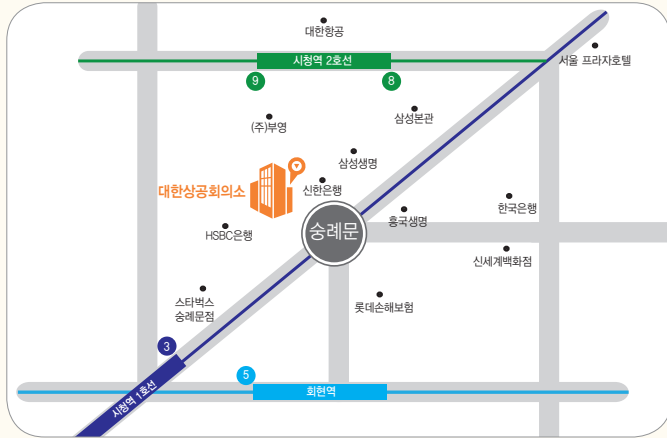 대한항공
시청역 2호선
서울 프라자호텔
9
8
(주)부영
삼성본관
삼성생명
대한상공회의소
신한은행
숭례문
흥국생명
한국은행
HSBC은행
신세계백화점
스타벅스
숭례문점
롯데손해보험
3
5
시청역 1호선
회현역